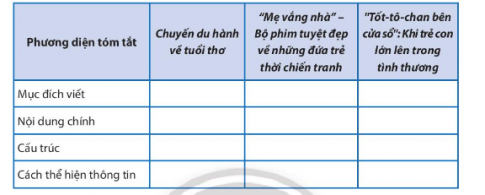 Phương diện tóm tắt
Chuyến du hành
về tuổi thơ
“Mẹ vắng nhà” –
Bộ phim tuyệt đẹp
về những đứa trẻ
thời chiến tranh
"Tốt-tô-chan bên
cửa sổ": Khi trẻ con
lớn lên trong
tình thương
Mục đích viết
Nội dung chính
Cấu trúc
Cách thể hiện thông tin